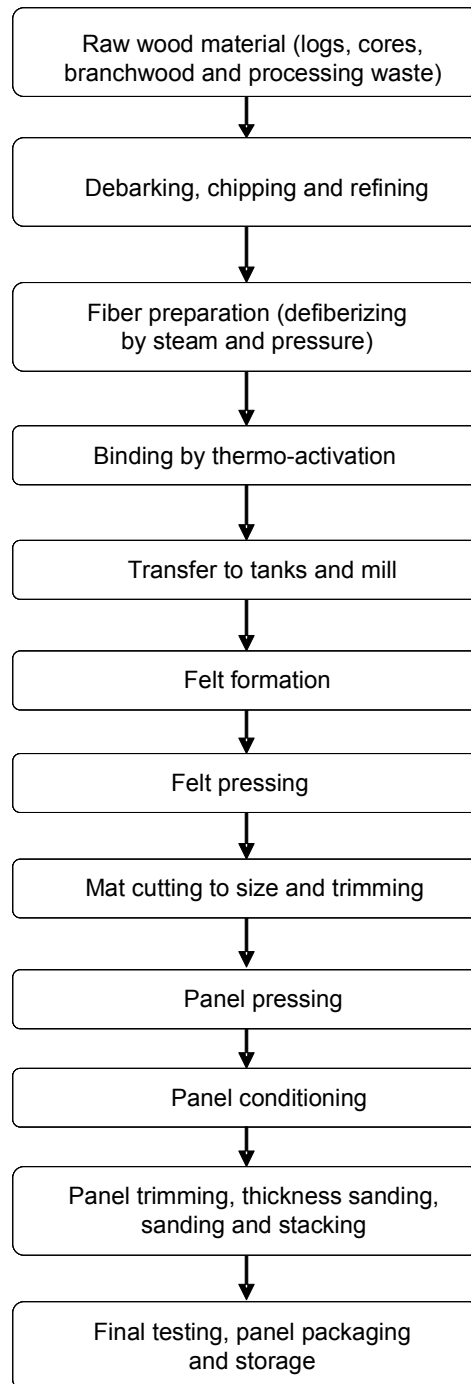 Raw wood material (logs, cores,
branchwood and processing waste)
Debarking, chipping and refining
Fiber preparation (defiberizing
by steam and pressure)
Binding by thermo-activation
Transfer to tanks and mill
Felt formation
Felt pressing
Mat cutting to size and trimming
Panel pressing
Panel conditioning
Panel trimming, thickness sanding,
sanding and stacking
Final testing, panel packaging
and storage